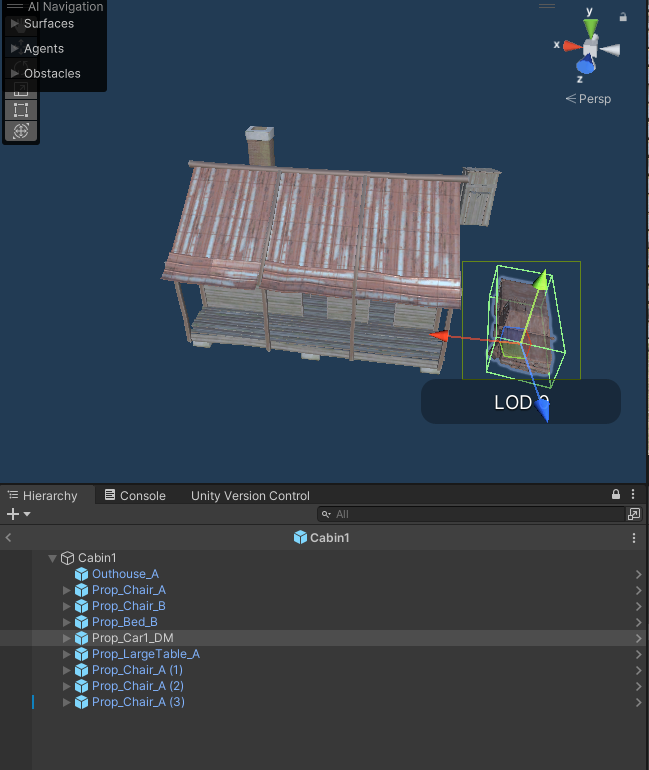 AI Navigation
Surfaces
Agents
Obstacles
y
x
z
Persp
LOD 0
Hierarchy Console Unity Version Control
All
Cabin1
Cabin1
Outhouse_A
Prop_Chair_A
Prop_Chair_B
Prop_Bed_B
Prop_Car1_DM
Prop_LargeTable_A
Prop_Chair_A (1)
Prop_Chair_A (2)
Prop_Chair_A (3)